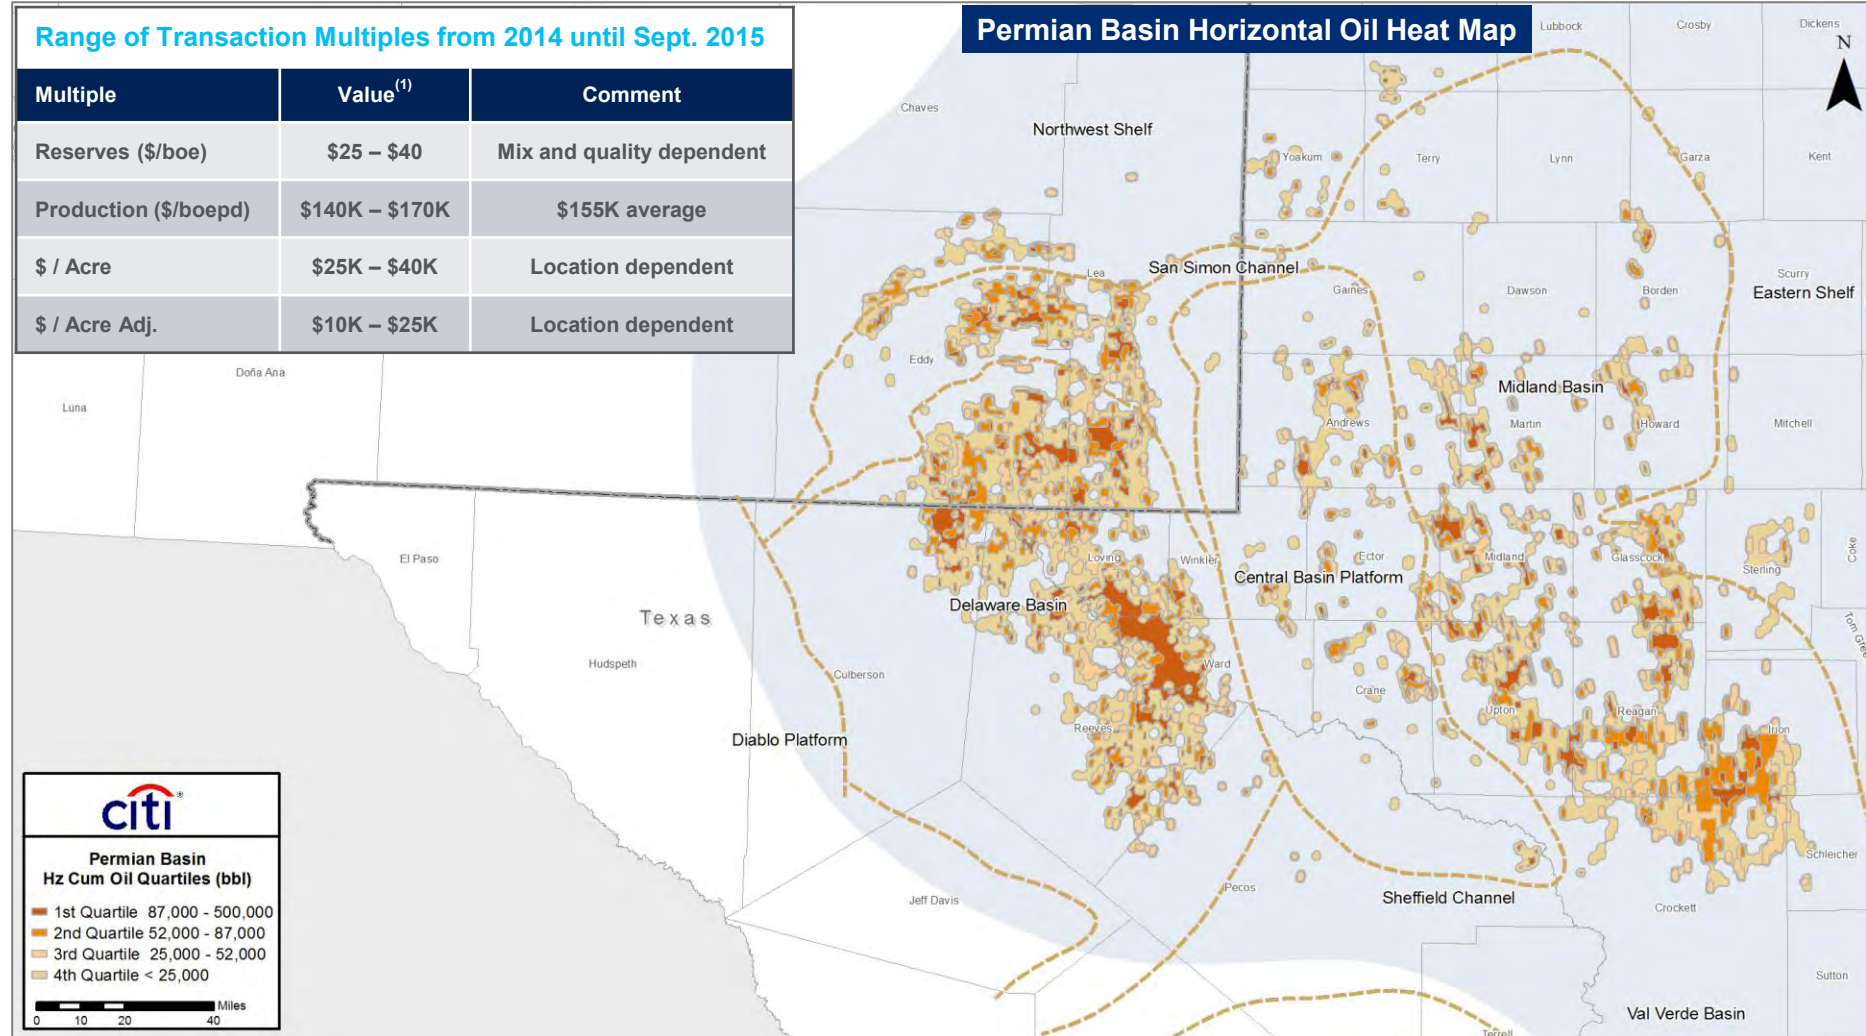 Range of Transaction Multiples from 2014 until Sept. 2015
Multiple Value(1) Comment
Reserves ($/boe) $25 – $40 Mix and quality dependent
Production ($/boepd) $140K – $170K $155K average
$ / Acre $25K – $40K Location dependent
$ / Acre Adj. $10K – $25K Location dependent
Permian Basin Horizontal Oil Heat Map
Lubbock
Crosby
Dickens
N
Chaves
Northwest Shelf
Yoakum
Terry
Lynn
Garza
Kent
Lea
San Simon Channel
Gaines
Dawson
Borden
Scurry
Eastern Shelf
Eddy
Doña Ana
Luna
Midland Basin
Andrews
Martin
Howard
Mitchell
El Paso
Loving
Winkler
Ector
Midland
Glasscock
Sterling
Coke
Central Basin Platform
Delaware Basin
Texas
Tom Green
Hudspeth
Culberson
Ward
Crane
Upton
Reagan
Irion
Reeves
Diablo Platform
Schleicher
Jeff Davis
Pecos
Sheffield Channel
Crockett
Sutton
Val Verde Basin
Terrell
citi®
Permian Basin
Hz Cum Oil Quartiles (bbl)
1st Quartile 87,000 - 500,000
2nd Quartile 52,000 - 87,000
3rd Quartile 25,000 - 52,000
4th Quartile < 25,000
Miles
0 10 20 40